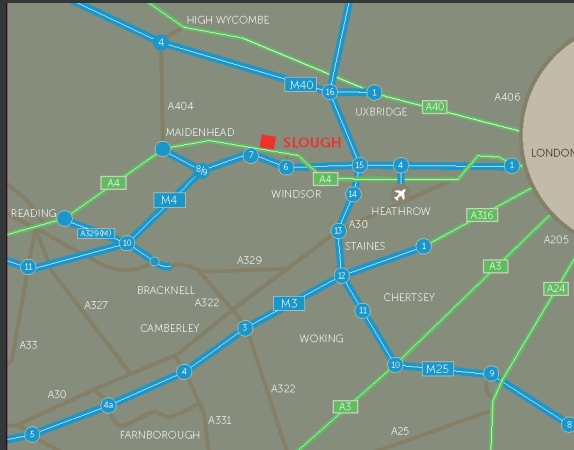 HIGH WYCOMBE
4
M40
16
1
A40
A406
UXBRIDGE
A404
MAIDENHEAD
SLOUGH
LONDON
7
6
15
4
1
8/9
A4
A4
WINDSOR
14
M4
HEATHROW
A316
READING
A329(M)
10
13
A30
STAINES
1
A205
11
A329
12
A3
A24
BRACKNELL
A322
M3
CHERTSEY
A327
11
CAMBERLEY
3
WOKING
A33
4
10
M25
9
A30
4a
A322
A3
8
A331
5
FARNBOROUGH
A25